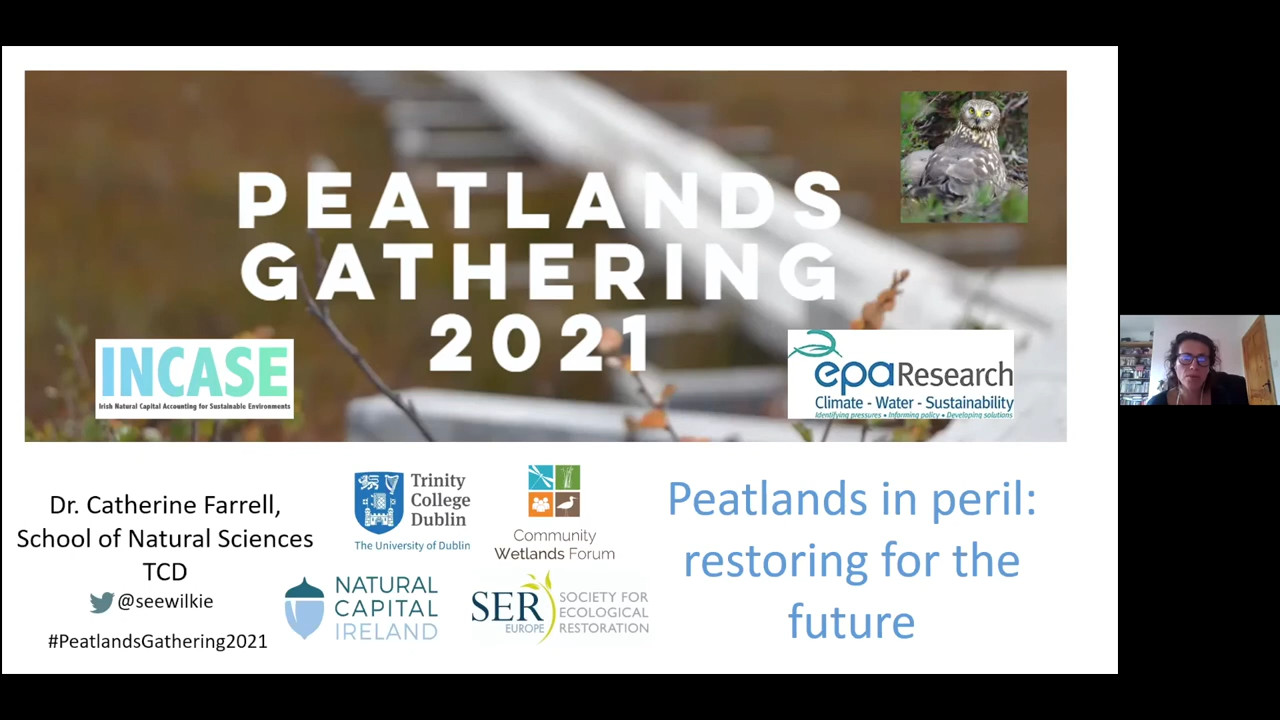 PEATLANDS
GATHERING
2021
INCASE
Irish Natural Capital Accounting for Sustainable Environments
epaResearch
Climate - Water - Sustainability
Identifying pressures • Informing policy • Developing solutions
Dr. Catherine Farrell,
School of Natural Sciences
TCD
@seewilkie
#PeatlandsGathering2021
Trinity
College
Dublin
The University of Dublin
Community
Wetlands Forum
NATURAL
CAPITAL
IRELAND
SER
EUROPE
SOCIETY FOR
ECOLOGICAL
RESTORATION
Peatlands in peril:
restoring for the
future